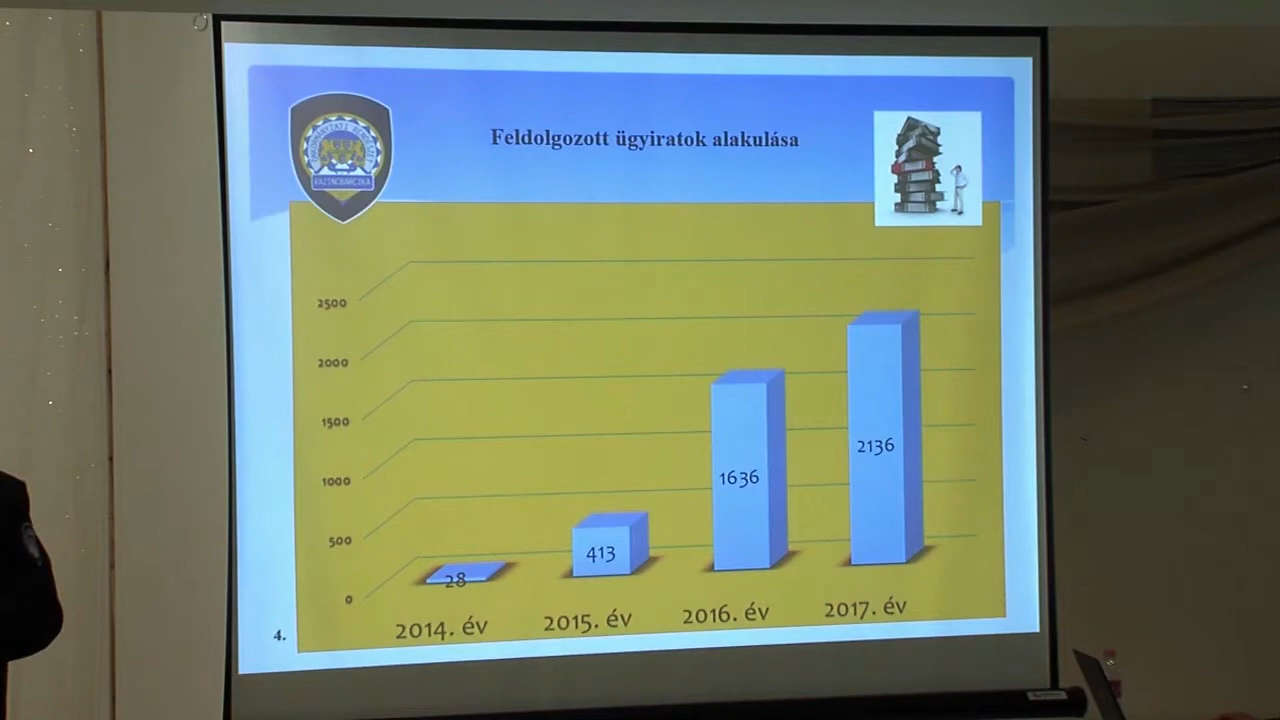 Feldolgozott ügyiratok alakulása
KAZINCBARCIKA
2500
2000
1500
1000
500
0
28
413
1636
2136
2014. év
2015. év
2016. év
2017. év
4.